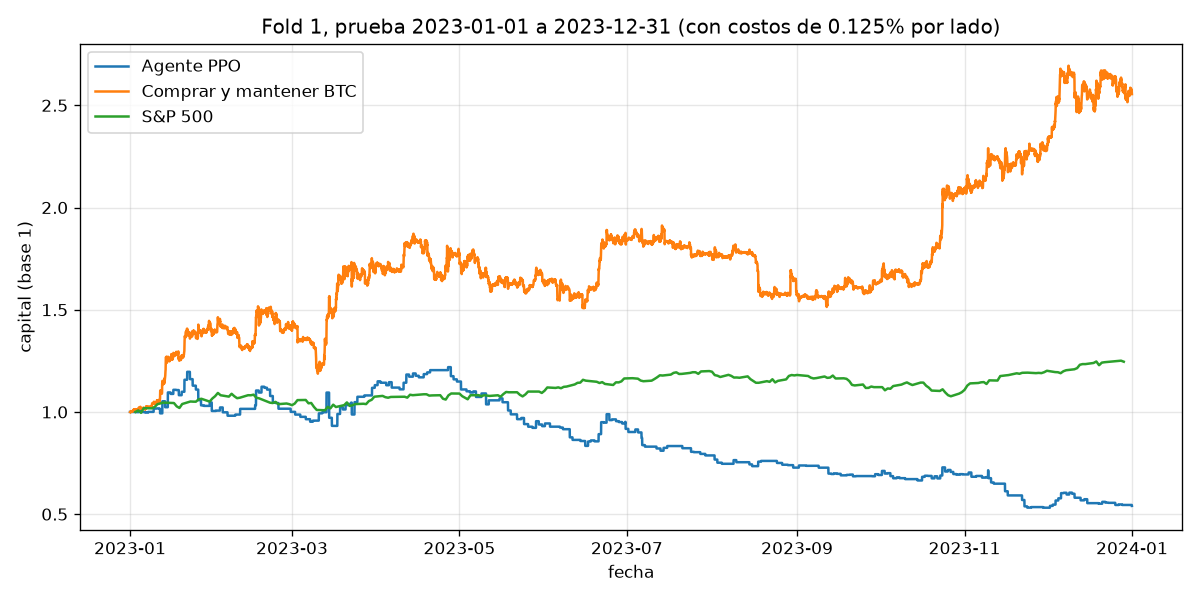 Fold 1, prueba 2023-01-01 a 2023-12-31 (con costos de 0.125% por lado)
Agente PPO
Comprar y mantener BTC
S&P 500
capital (base 1)
2.5
2.0
1.5
1.0
0.5
2023-01
2023-03
2023-05
2023-07
2023-09
2023-11
2024-01
fecha